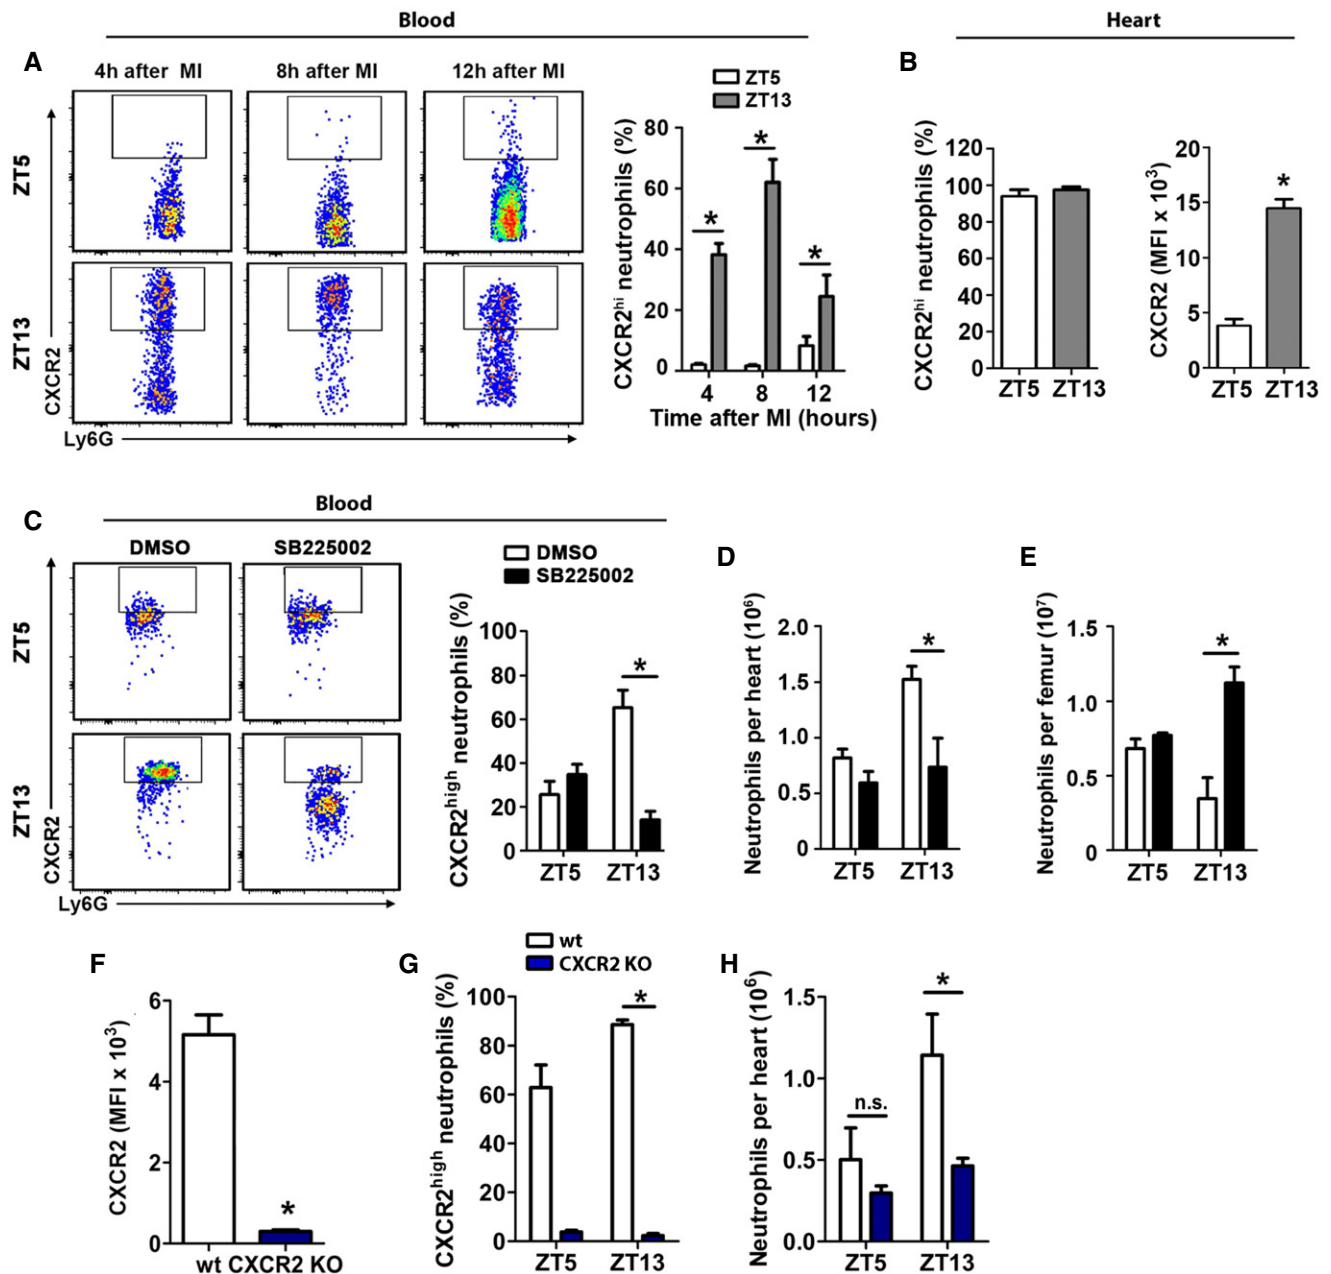 Blood
Heart
A
B
4h after MI
8h after MI
12h after MI
ZT5
ZT13
CXCR2
Ly6G
ZT5
ZT13
CXCR2hi neutrophils (%)
80
60
40
20
0
*
*
*
4
8
12
Time after MI (hours)
CXCR2hi neutrophils (%)
120
100
80
60
40
20
0
ZT5
ZT13
CXCR2 (MFI x 10³)
20
15
10
5
0
*
ZT5
ZT13
C
Blood
DMSO
SB225002
ZT5
ZT13
CXCR2
Ly6G
DMSO
SB225002
CXCR2high neutrophils (%)
100
80
60
40
20
0
*
ZT5
ZT13
D
Neutrophils per heart (10⁶)
2.0
1.5
1.0
0.5
0
*
ZT5
ZT13
E
Neutrophils per femur (10⁷)
1.5
1.0
0.5
0
*
ZT5
ZT13
F
CXCR2 (MFI x 10³)
6
4
2
0
*
wt CXCR2 KO
G
wt
CXCR2 KO
CXCR2high neutrophils (%)
100
80
60
40
20
0
*
ZT5
ZT13
H
Neutrophils per heart (10⁶)
1.5
1.0
0.5
0.0
n.s.
*
ZT5
ZT13